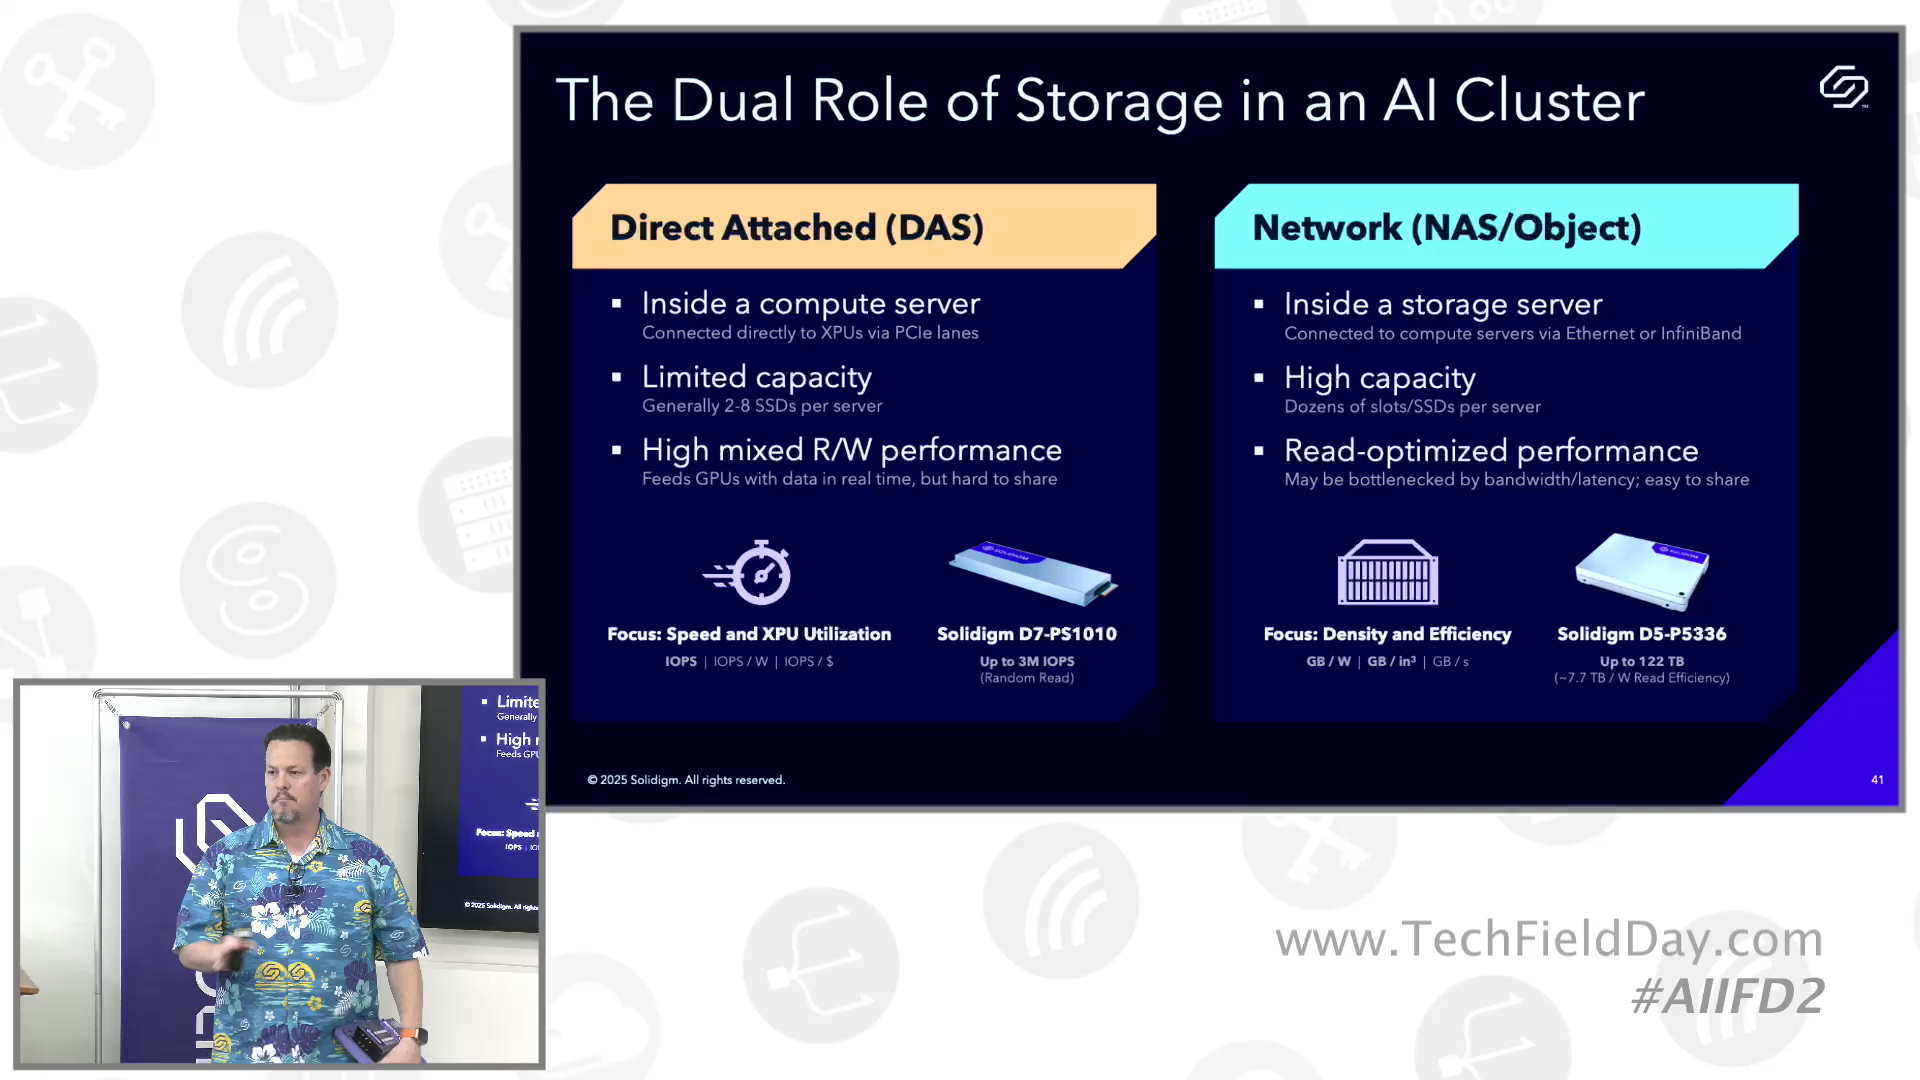 The Dual Role of Storage in an AI Cluster
Direct Attached (DAS)
▪ Inside a compute server
Connected directly to XPUs via PCIe lanes
▪ Limited capacity
Generally 2-8 SSDs per server
▪ High mixed R/W performance
Feeds GPUs with data in real time, but hard to share
Focus: Speed and XPU Utilization
IOPS | IOPS / W | IOPS / $
SOLIDIGM
Solidigm D7-PS1010
Up to 3M IOPS
(Random Read)
Network (NAS/Object)
▪ Inside a storage server
Connected to compute servers via Ethernet or InfiniBand
▪ High capacity
Dozens of slots/SSDs per server
▪ Read-optimized performance
May be bottlenecked by bandwidth/latency; easy to share
Focus: Density and Efficiency
GB / W | GB / in³ | GB / s
SOLIDIGM
Solidigm D5-P5336
Up to 122 TB
(~7.7 TB / W Read Efficiency)
© 2025 Solidigm. All rights reserved.
41
▪ Limite
Generally
▪ High
Feeds GPU
Focus: Speed
IOPS | IO
© 2025 Solidigm. All rights
www.TechFieldDay.com
#AIIFD2